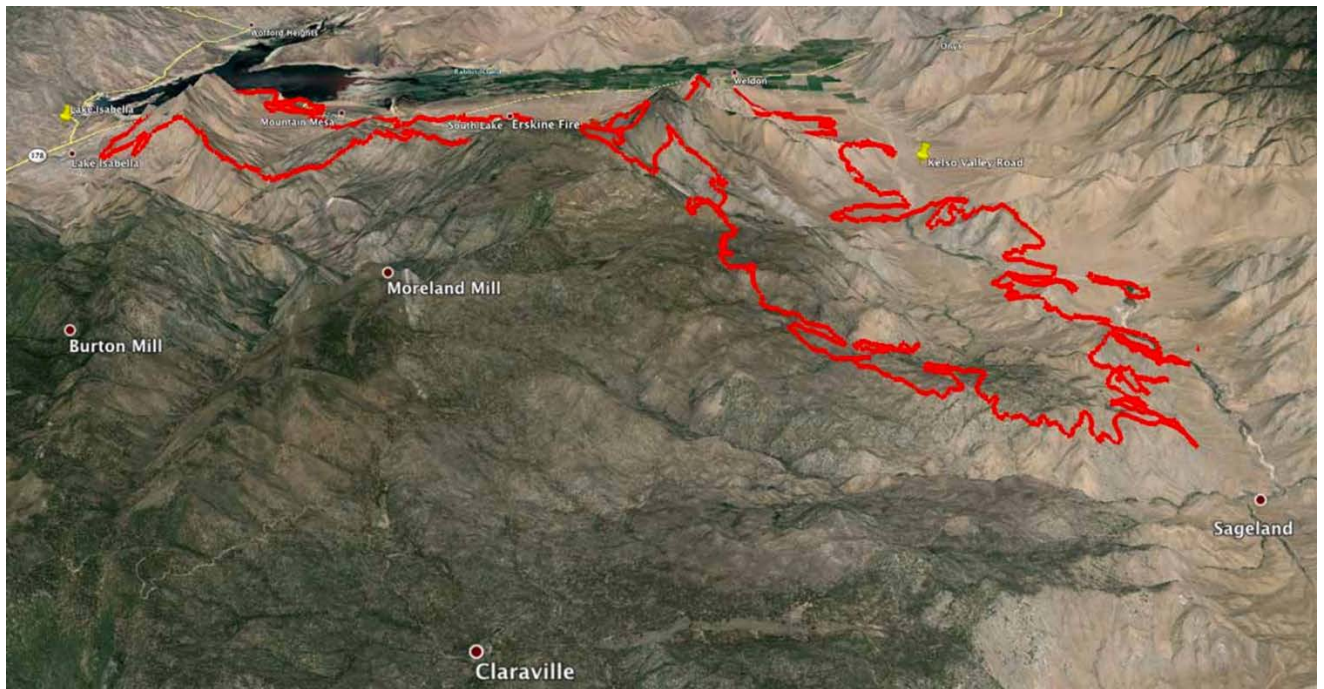 Wofford Heights
Onyx
Weldon
Lake Isabella
Mountain Mesa
South Lake
Erskine Fire
178
Lake Isabella
Kelso Valley Road
Moreland Mill
Burton Mill
Sageland
Claraville